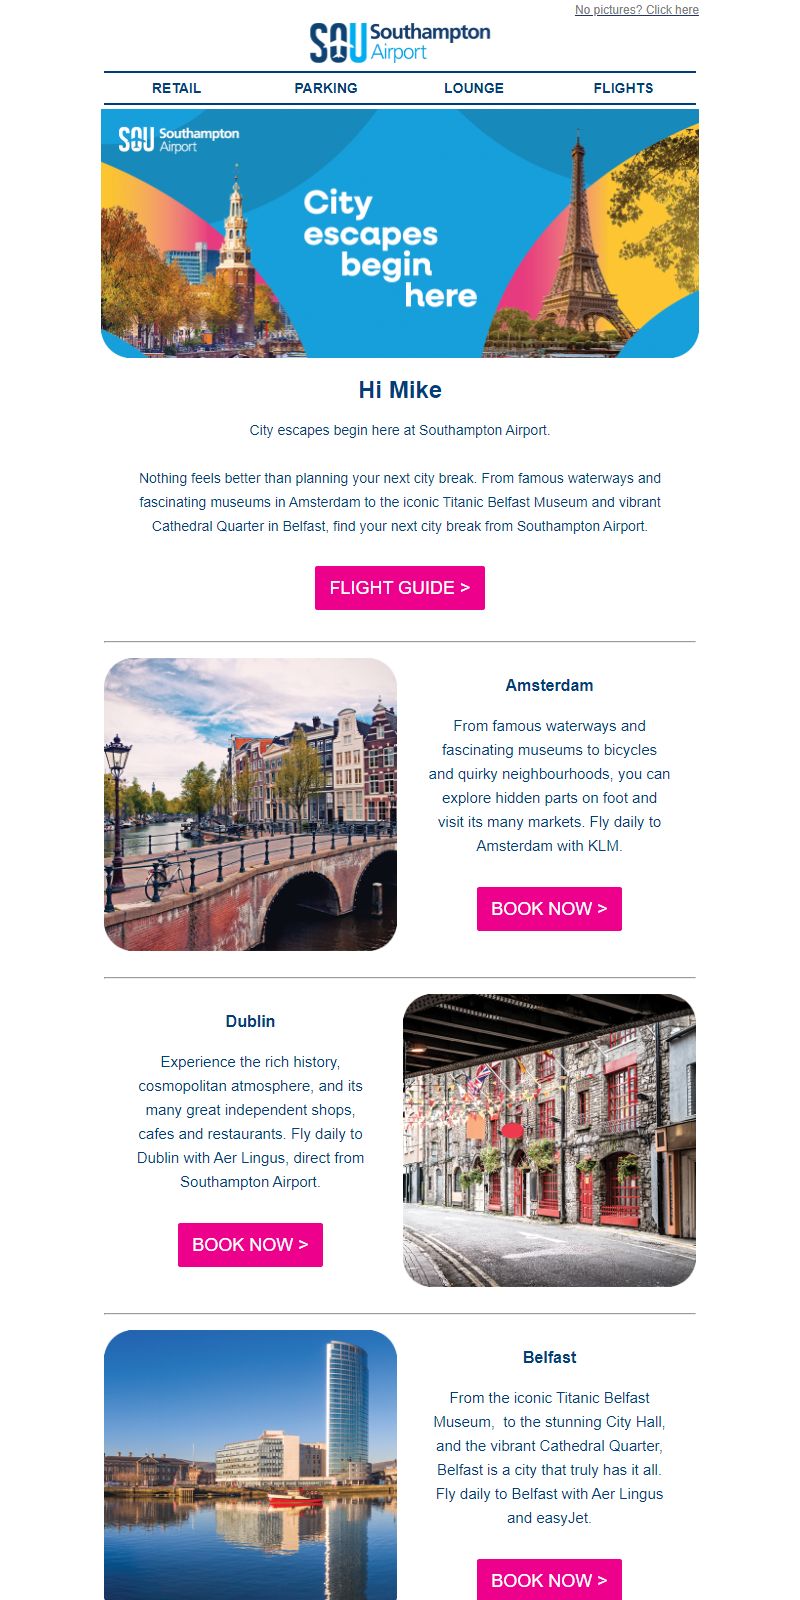 No pictures? Click here
SOU Southampton
Airport
RETAIL PARKING LOUNGE FLIGHTS
SOU Southampton
Airport
City
escapes
begin
here
Hi Mike
City escapes begin here at Southampton Airport.
Nothing feels better than planning your next city break. From famous waterways and
fascinating museums in Amsterdam to the iconic Titanic Belfast Museum and vibrant
Cathedral Quarter in Belfast, find your next city break from Southampton Airport.
FLIGHT GUIDE >
Amsterdam
From famous waterways and
fascinating museums to bicycles
and quirky neighbourhoods, you can
explore hidden parts on foot and
visit its many markets. Fly daily to
Amsterdam with KLM.
BOOK NOW >
Dublin
Experience the rich history,
cosmopolitan atmosphere, and its
many great independent shops,
cafes and restaurants. Fly daily to
Dublin with Aer Lingus, direct from
Southampton Airport.
BOOK NOW >
Belfast
From the iconic Titanic Belfast
Museum,  to the stunning City Hall,
and the vibrant Cathedral Quarter,
Belfast is a city that truly has it all.
Fly daily to Belfast with Aer Lingus
and easyJet.
BOOK NOW >